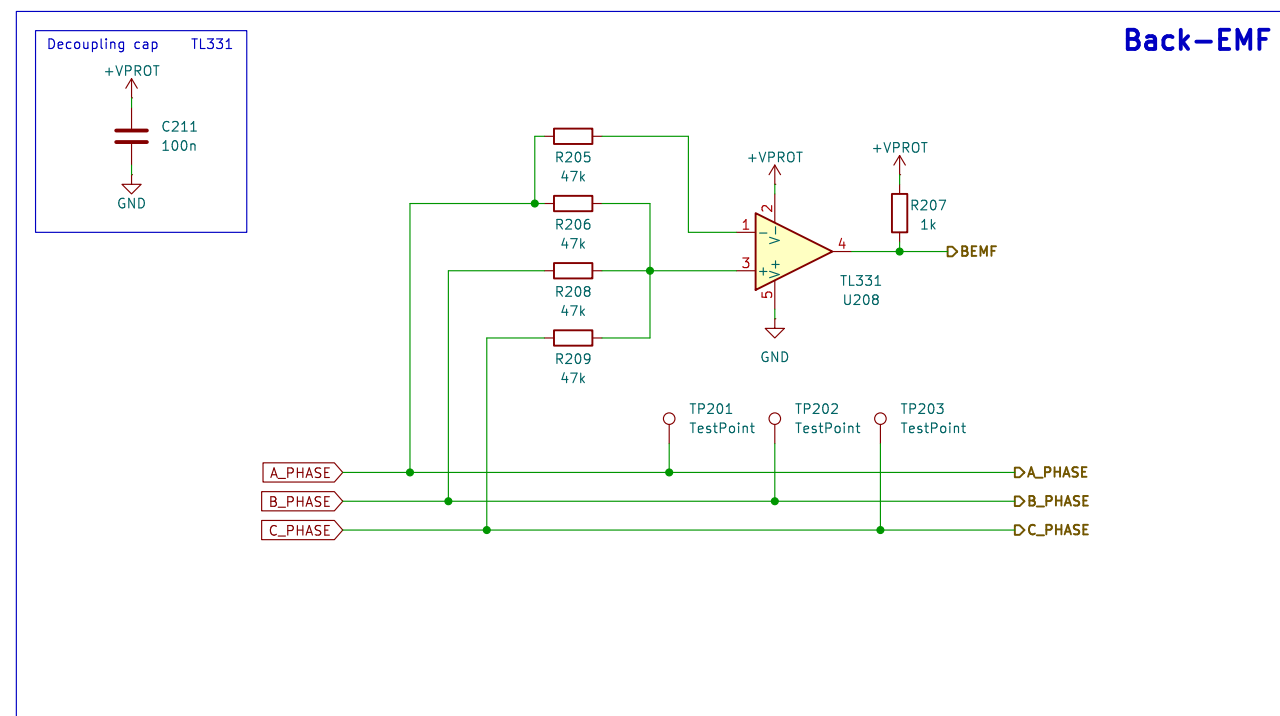 Back-EMF
Decoupling cap TL331
+VPROT
C211
100n
GND
R205
47k
R206
47k
R208
47k
R209
47k
+VPROT
+VPROT
R207
1k
2
1
-
V-
3
+
V+
5
4
BEMF
TL331
U208
GND
TP201
TestPoint
TP202
TestPoint
TP203
TestPoint
A_PHASE
A_PHASE
B_PHASE
B_PHASE
C_PHASE
C_PHASE